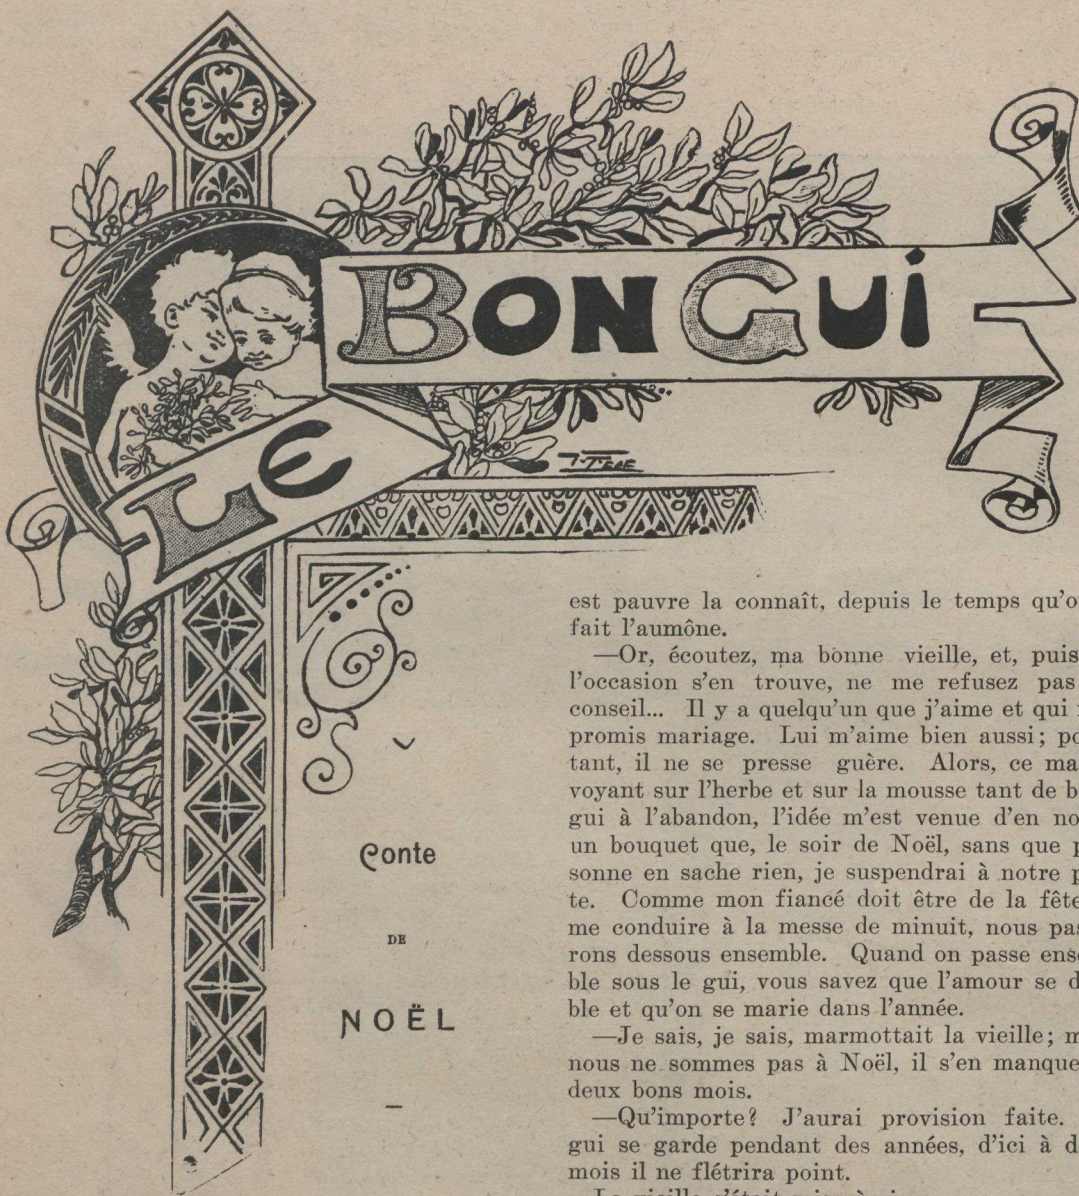 LE
BON GUI
Conte
DE
NOËL
est pauvre la connaît, depuis le temps
fait l'aumône.
—Or, écoutez, ma bonne vieille, et,
l'occasion s'en trouve, ne me refusez pas
conseil... Il y a quelqu'un que j'aime et qui
promis mariage. Lui m'aime bien aussi;
tant, il ne se presse guère. Alors, ce
voyant sur l'herbe et sur la mousse tant de
gui à l'abandon, l'idée m'est venue d'en
un bouquet que, le soir de Noël, sans que
sonne en sache rien, je suspendrai à notre
te. Comme mon fiancé doit être de la fête
me conduire à la messe de minuit, nous
rons dessous ensemble. Quand on passe
ble sous le gui, vous savez que l'amour se
ble et qu'on se marie dans l'année.
—Je sais, je sais, marmottait la vieille;
nous ne sommes pas à Noël, il s'en manque
deux bons mois.
—Qu'importe? J'aurai provision faite.
gui se garde pendant des années, d'ici à
mois il ne flétrira point.